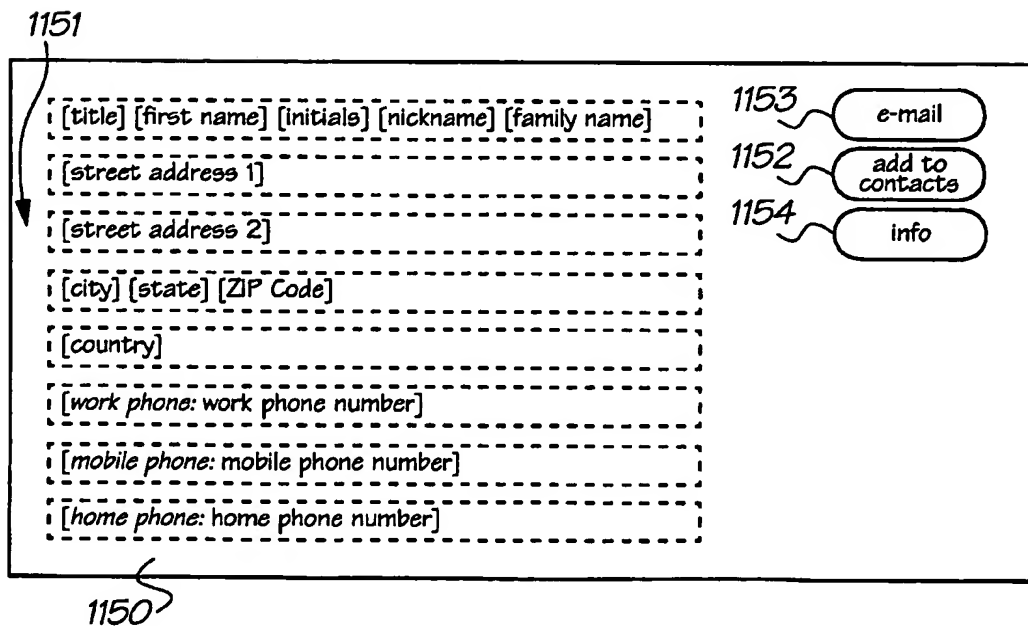 1151
[title] [first name] [initials] [nickname] [family name]
[street address 1]
[street address 2]
[city] [state] [ZIP Code]
[country]
[work phone: work phone number]
[mobile phone: mobile phone number]
[home phone: home phone number]
1153
e-mail
1152
add to
contacts
1154
info
1150